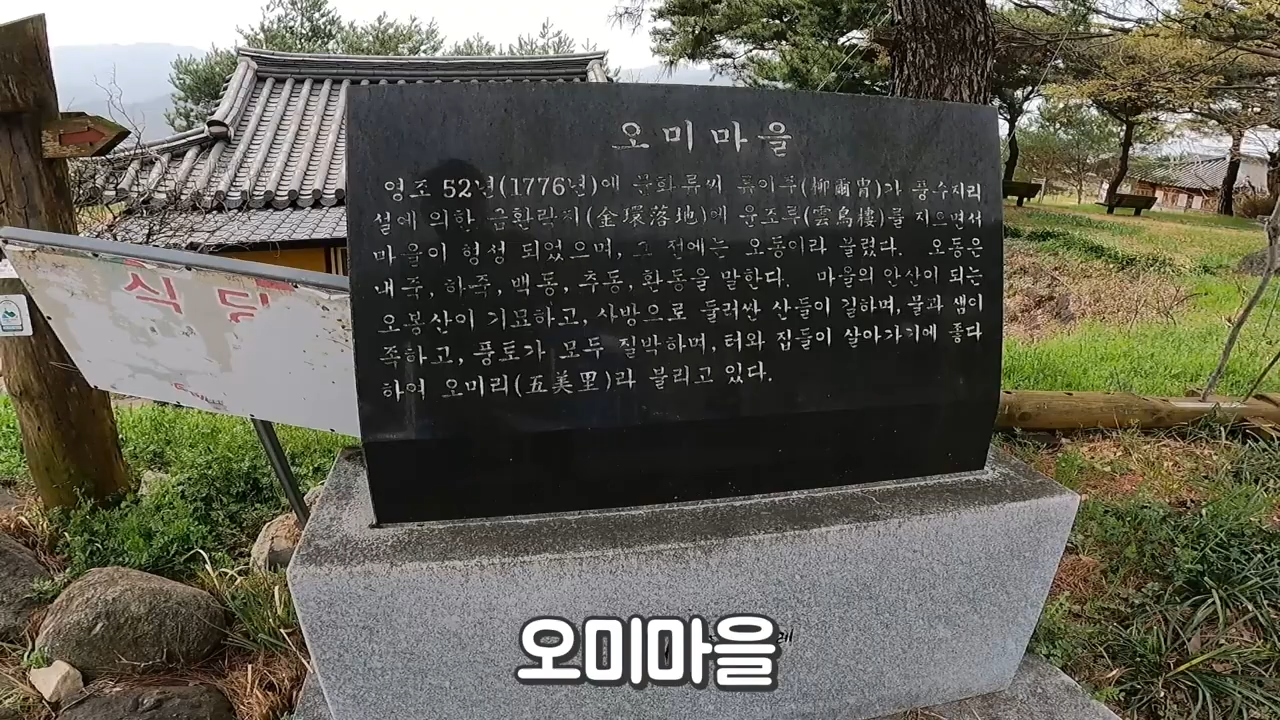 오미마을
영조 52년(1776년)에 문화류씨 류이주(柳爾冑)가 풍수지리
설에 의한 금환락지(金環落地)에 운조루(雲鳥樓)를 지으면서
마을이 형성 되었으며, 그 전에는 오동이라 불렸다. 오동은
내죽, 하죽, 백동, 추동, 환동을 말한다. 마을의 안산이 되는
오봉산이 기묘하고, 사방으로 둘러싼 산들이 길하며, 물과 샘이
족하고, 풍토가 모두 질박하며, 터와 집들이 살아가기에 좋다
하여 오미리(五美里)라 불리고 있다.
식당
오미마을